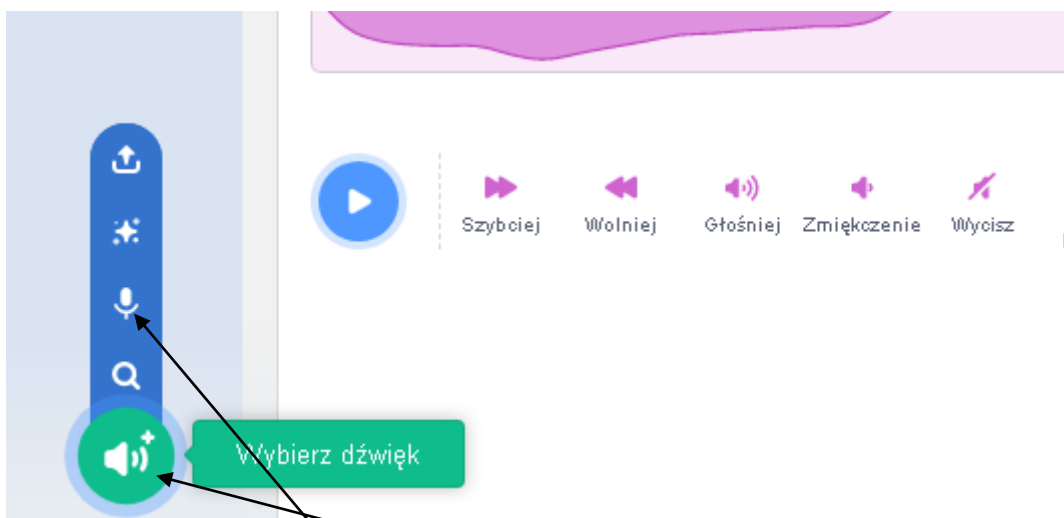 Szybciej
Wolniej
Głośniej
Zmiękczenie
Wycisz
Wybierz dźwięk